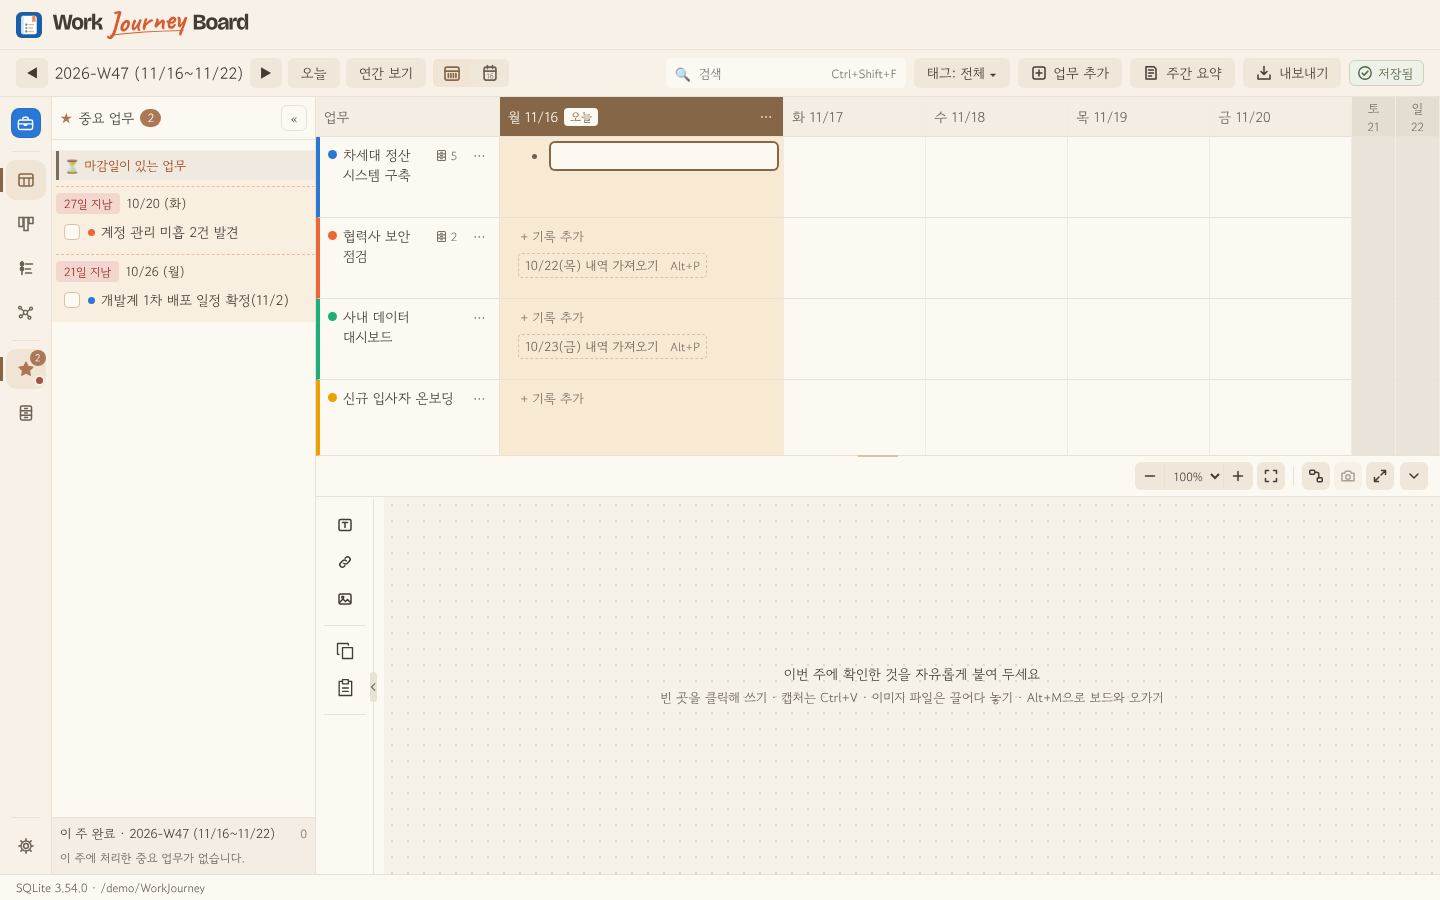 Work Journey Board
◀ 2026-W47 (11/16~11/22) ▶ 오늘 연간 보기 🔍 검색 Ctrl+Shift+F 태그: 전체 업무 추가 주간 요약 내보내기 저장됨
★ 중요 업무 2 «
⏳ 마감일이 있는 업무
27일 지남 10/20 (화)
계정 관리 미흡 2건 발견
21일 지남 10/26 (월)
개발계 1차 배포 일정 확정(11/2)
2
이 주 완료 · 2026-W47 (11/16~11/22) 0
이 주에 처리한 중요 업무가 없습니다.
업무 월 11/16 오늘 ··· 화 11/17 수 11/18 목 11/19 금 11/20 토 21 일 22
차세대 정산 시스템 구축 5 ···
협력사 보안 점검 2 ···
+ 기록 추가
10/22(목) 내역 가져오기 Alt+P
사내 데이터 대시보드 ···
+ 기록 추가
10/23(금) 내역 가져오기 Alt+P
신규 입사자 온보딩 ···
+ 기록 추가
100%
이번 주에 확인한 것을 자유롭게 붙여 두세요
빈 곳을 클릭해 쓰기 · 캡처는 Ctrl+V · 이미지 파일은 끌어다 놓기 · Alt+M으로 보드와 오가기
SQLite 3.54.0 · /demo/WorkJourney